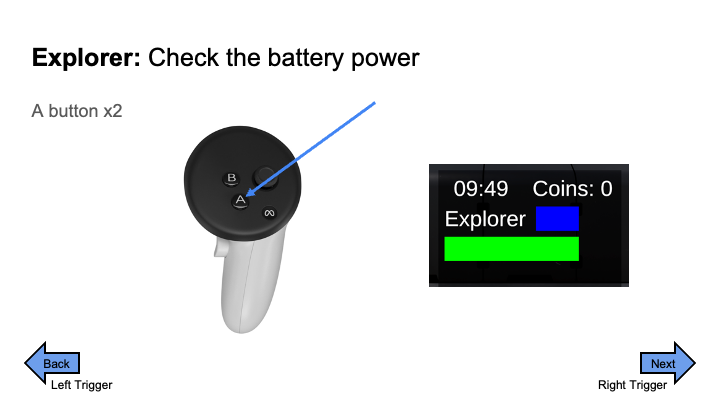 Explorer: Check the battery power
A button x2
B
A
09:49 Coins: 0
Explorer
Back
Left Trigger
Next
Right Trigger